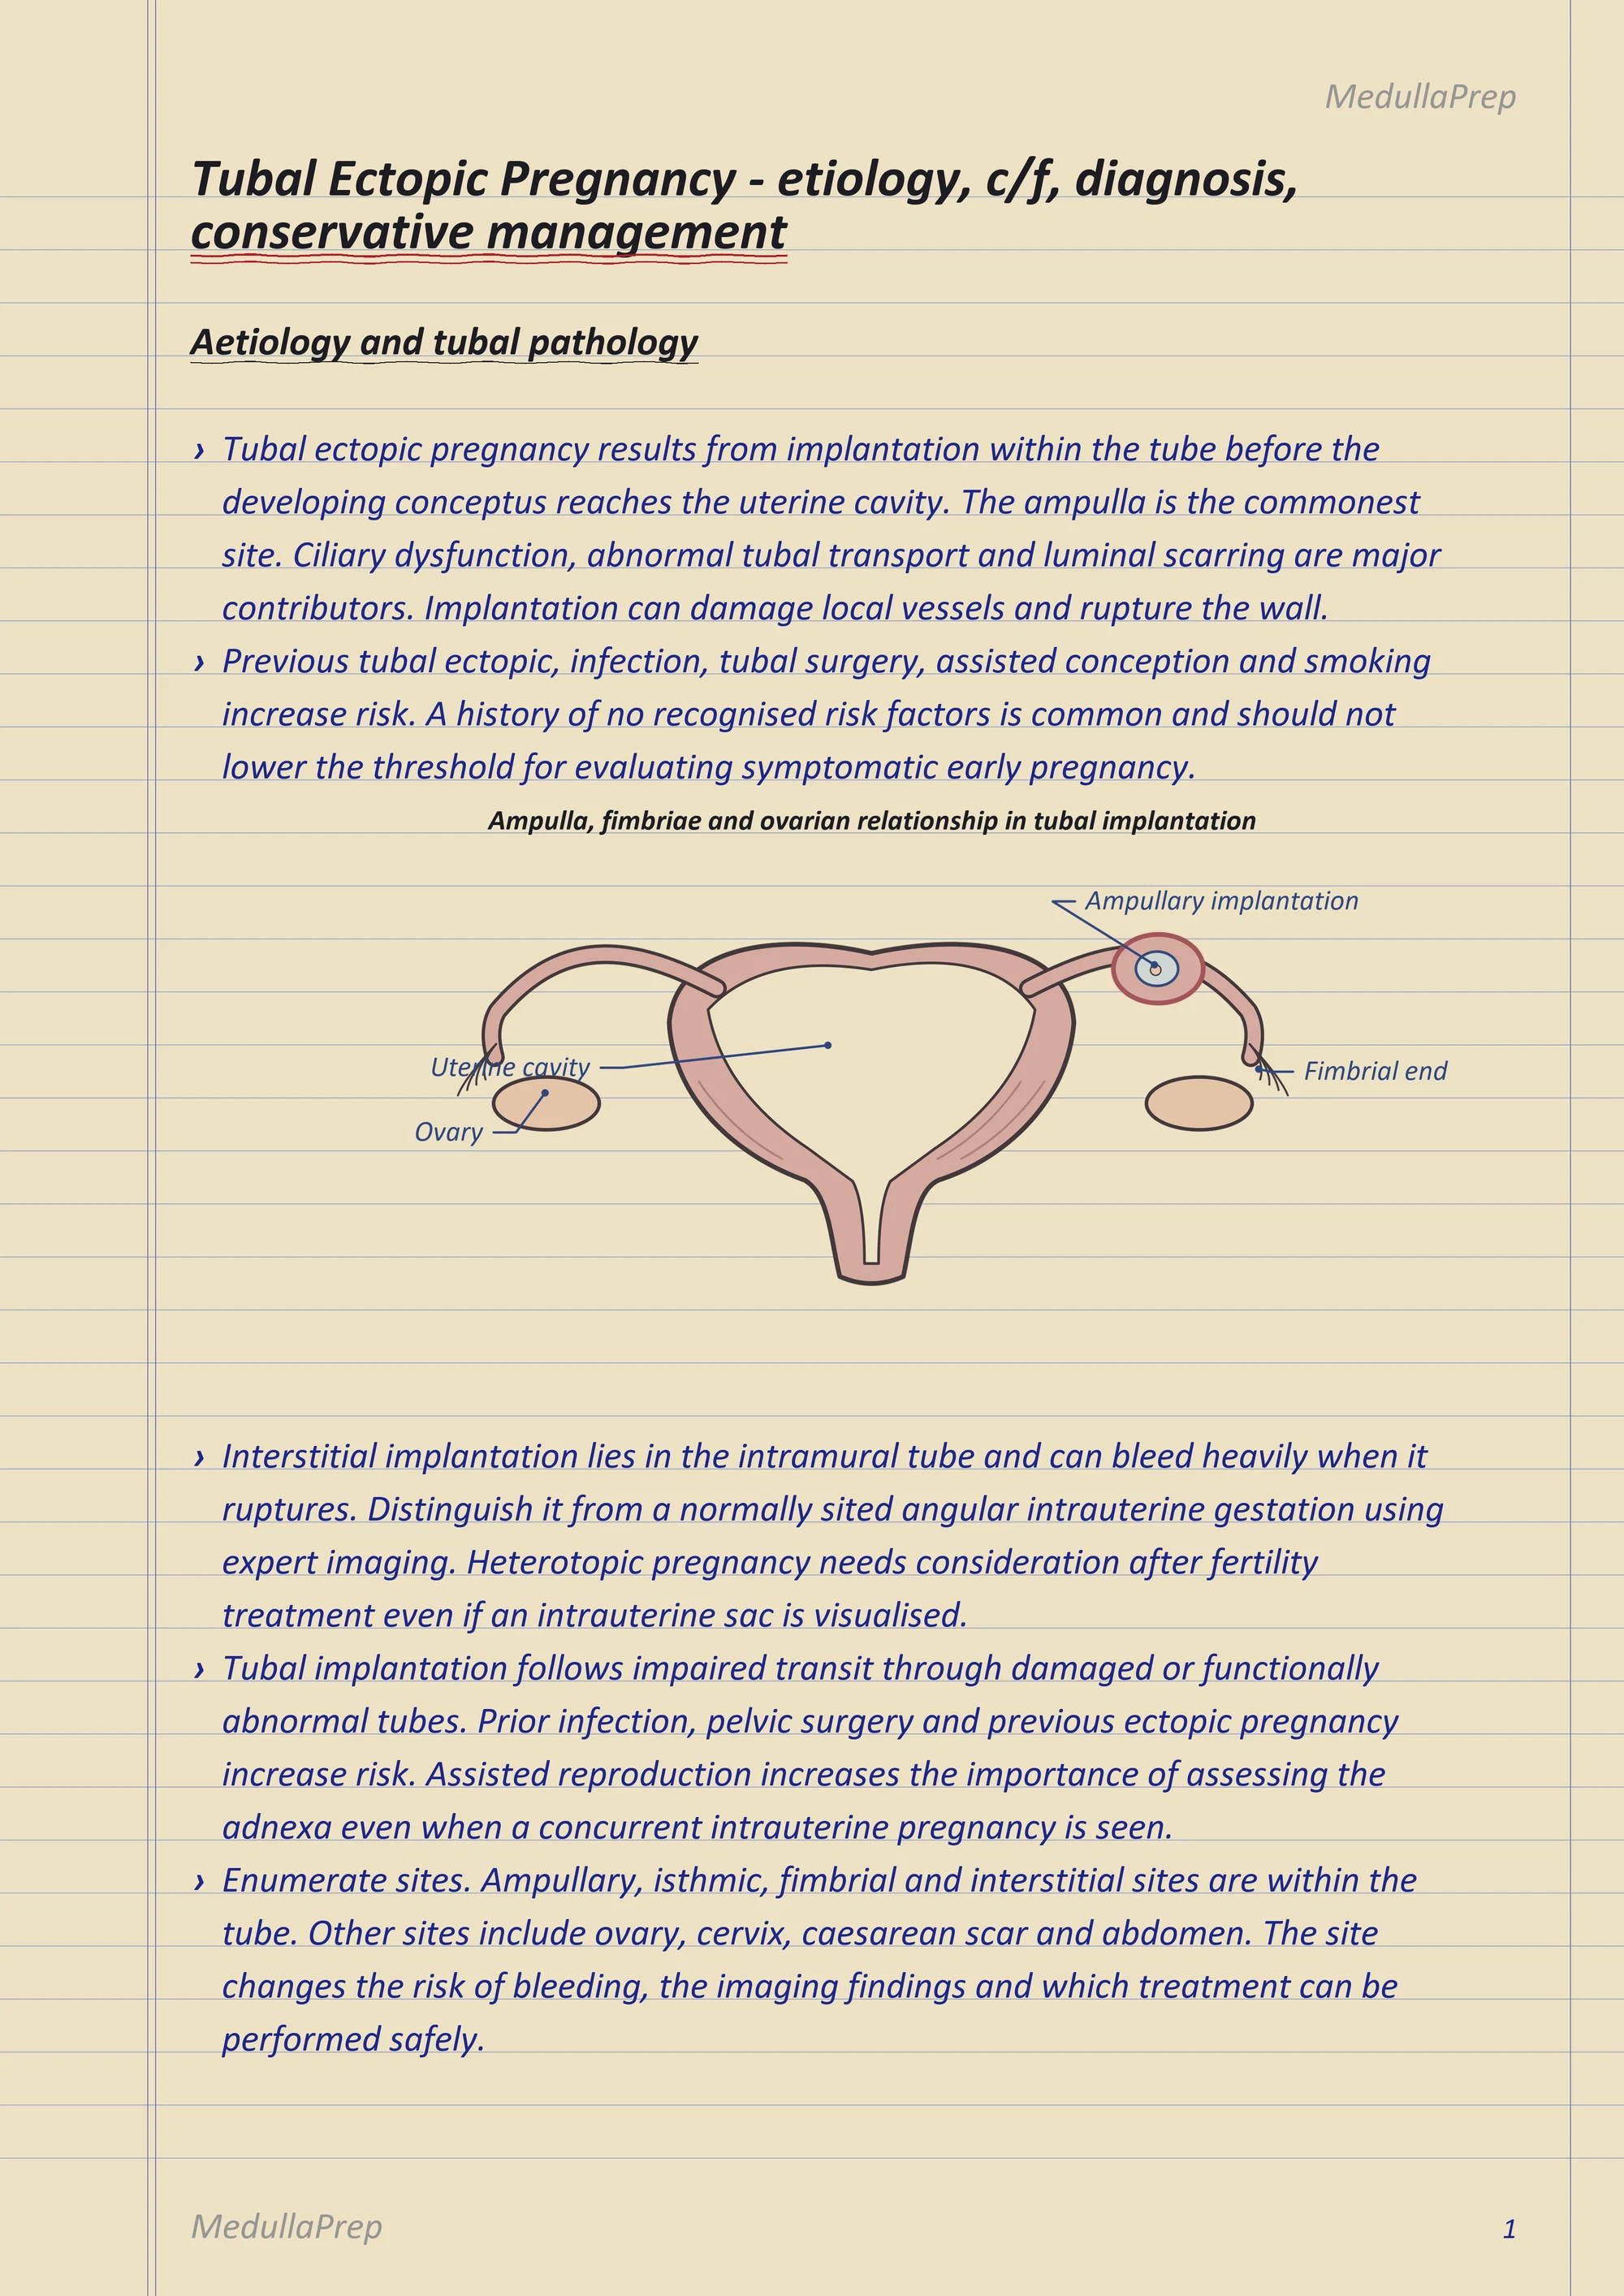 MedullaPrep
Tubal Ectopic Pregnancy - etiology, c/f, diagnosis,
conservative management
Aetiology and tubal pathology
› Tubal ectopic pregnancy results from implantation within the tube before the
developing conceptus reaches the uterine cavity. The ampulla is the commonest
site. Ciliary dysfunction, abnormal tubal transport and luminal scarring are major
contributors. Implantation can damage local vessels and rupture the wall.
› Previous tubal ectopic, infection, tubal surgery, assisted conception and smoking
increase risk. A history of no recognised risk factors is common and should not
lower the threshold for evaluating symptomatic early pregnancy.
Ampulla, fimbriae and ovarian relationship in tubal implantation
Ampullary implantation
Uterine cavity
Fimbrial end
Ovary
› Interstitial implantation lies in the intramural tube and can bleed heavily when it
ruptures. Distinguish it from a normally sited angular intrauterine gestation using
expert imaging. Heterotopic pregnancy needs consideration after fertility
treatment even if an intrauterine sac is visualised.
› Tubal implantation follows impaired transit through damaged or functionally
abnormal tubes. Prior infection, pelvic surgery and previous ectopic pregnancy
increase risk. Assisted reproduction increases the importance of assessing the
adnexa even when a concurrent intrauterine pregnancy is seen.
› Enumerate sites. Ampullary, isthmic, fimbrial and interstitial sites are within the
tube. Other sites include ovary, cervix, caesarean scar and abdomen. The site
changes the risk of bleeding, the imaging findings and which treatment can be
performed safely.
MedullaPrep
1